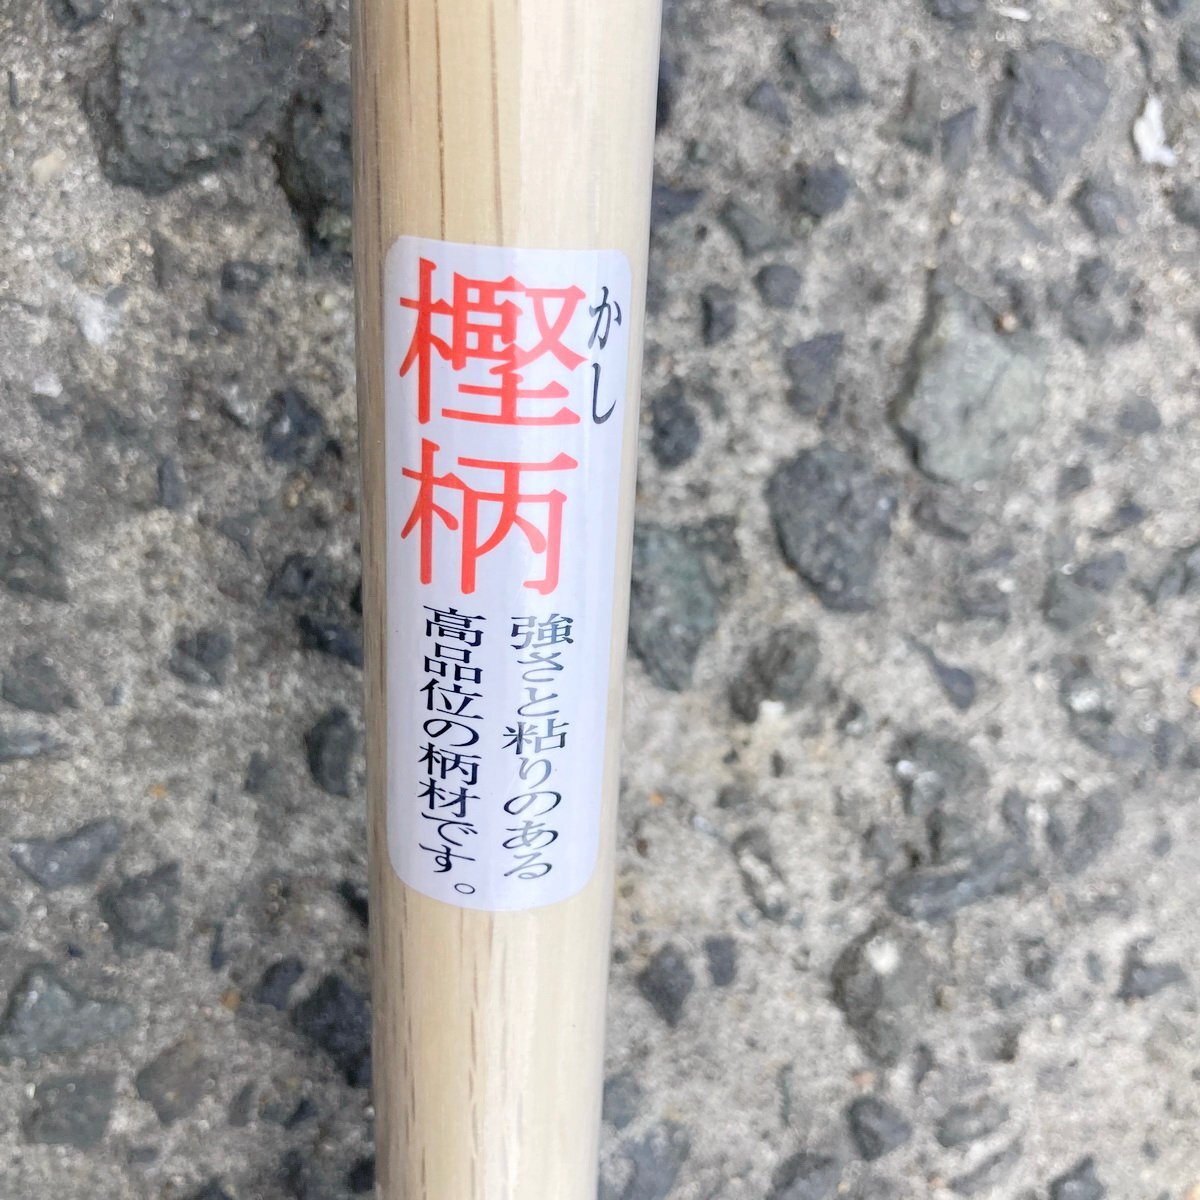 樫柄
かし
強さと粘りのある
高品位の柄材です。